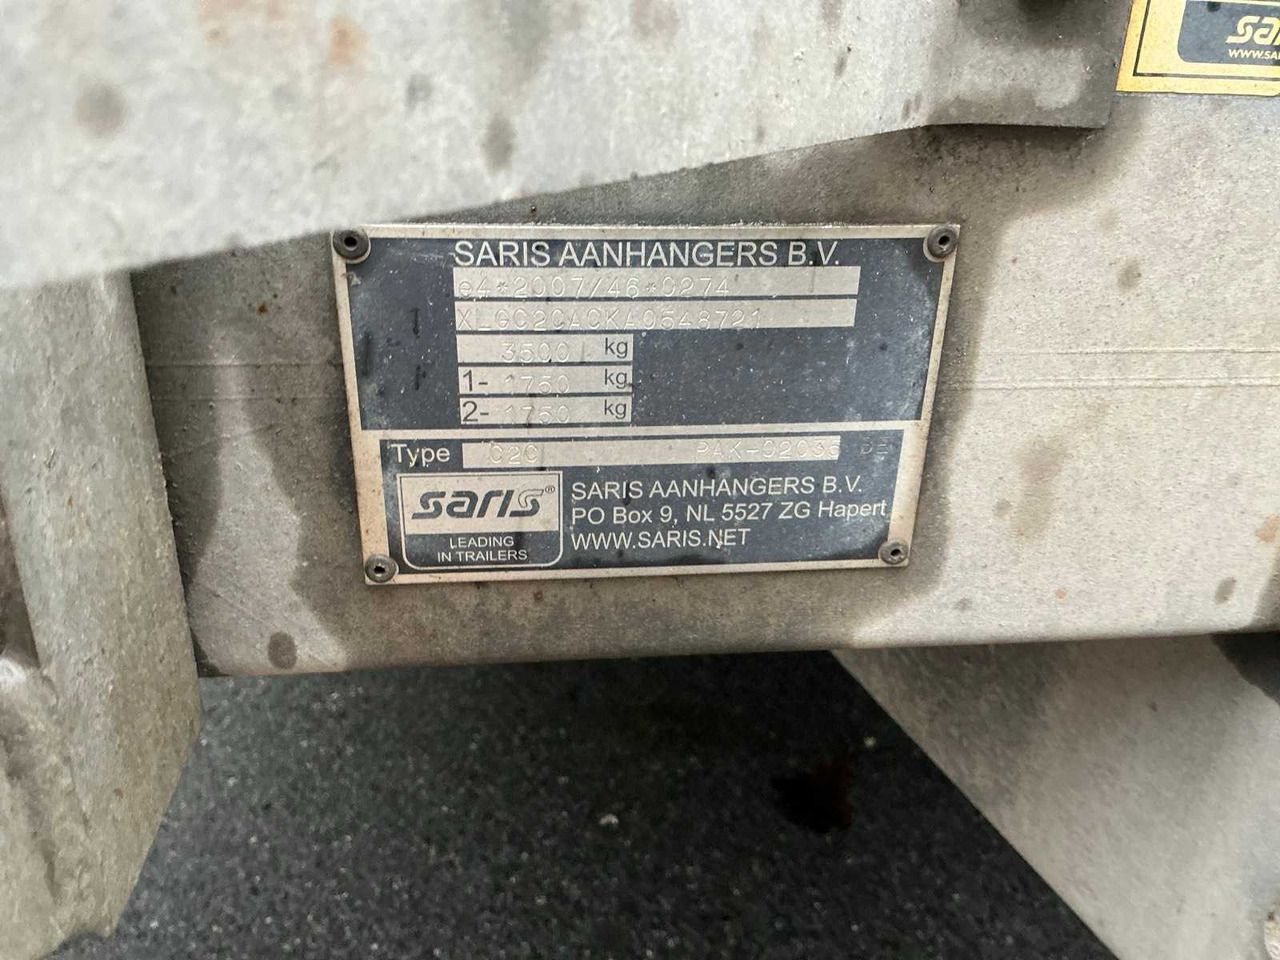 SARIS AANHANGERS B.V.
e4*2007/46*0274
3500 kg
1- 1750 kg
2- 1750 kg
Type C2C
saris®
LEADING
IN TRAILERS
SARIS AANHANGERS B.V.
PO Box 9, NL 5527 ZG Hapert
WWW.SARIS.NET